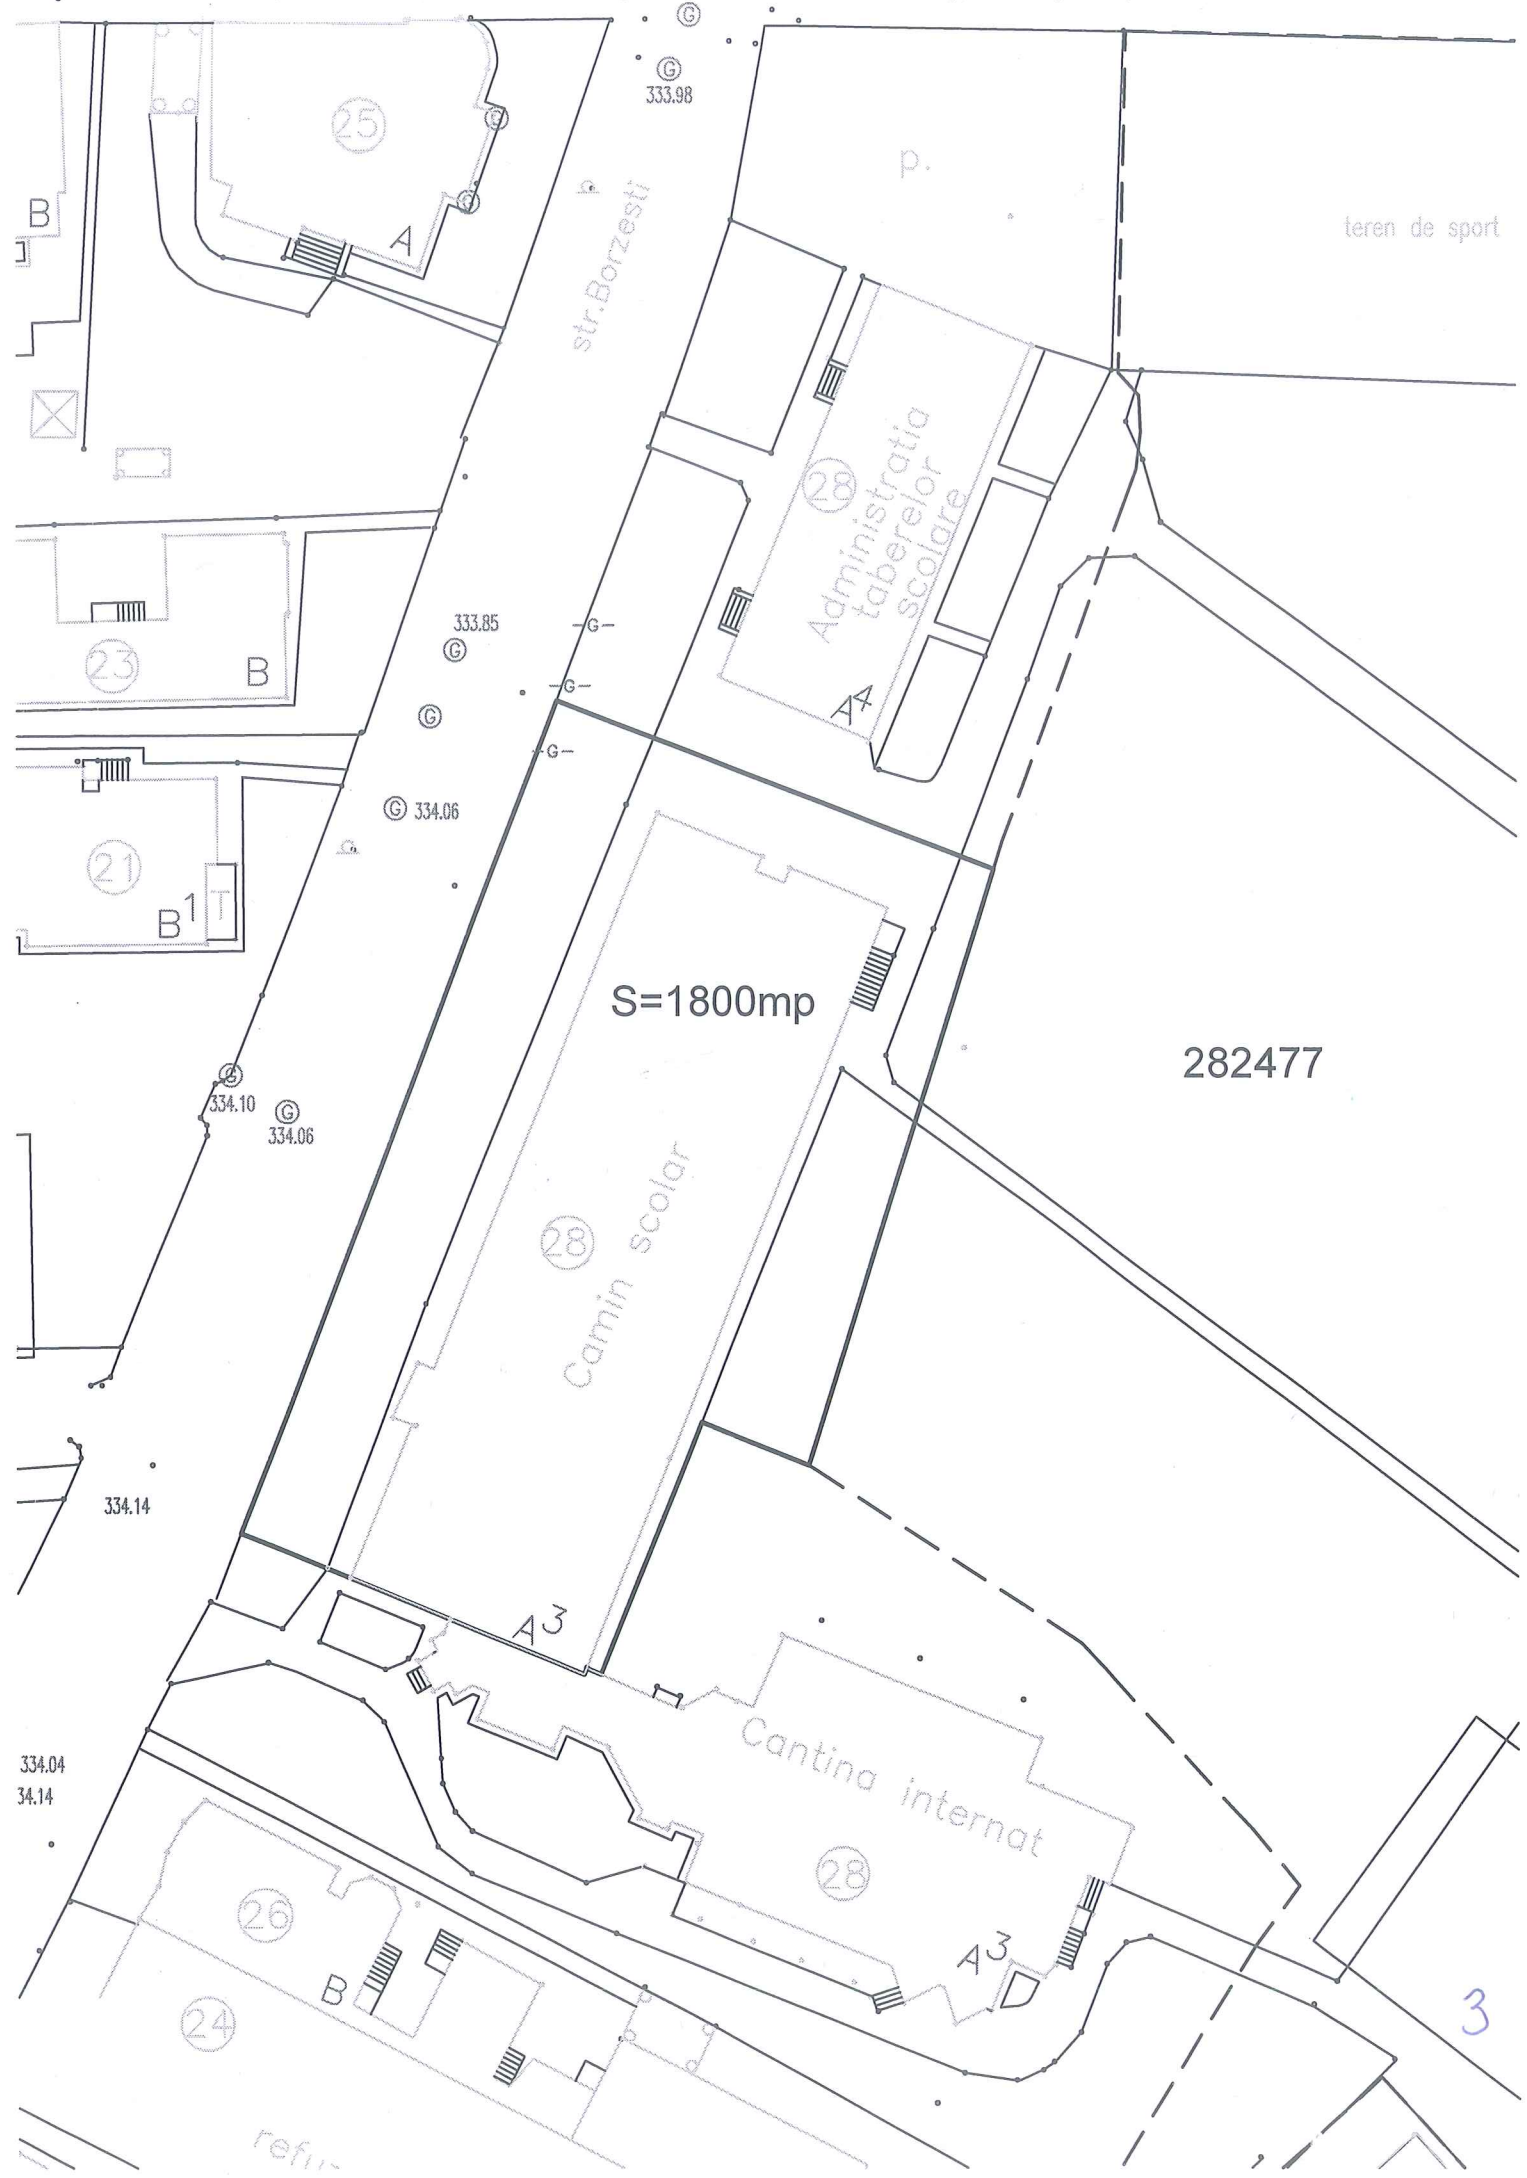 G
G
333.98
25
G
p.
B
G
teren de sport
A
str.Borzesti
28
Administratia
taberelor
scolare
333.85
-G-
G
23
B
-G-
A4
G
-G-
G 334.06
21
B1
T
S=1800mp
282477
G
334.10
G
334.06
28
Camin scolar
334.14
A3
Cantina internat
334.04
34.14
28
26
A3
B
24
3